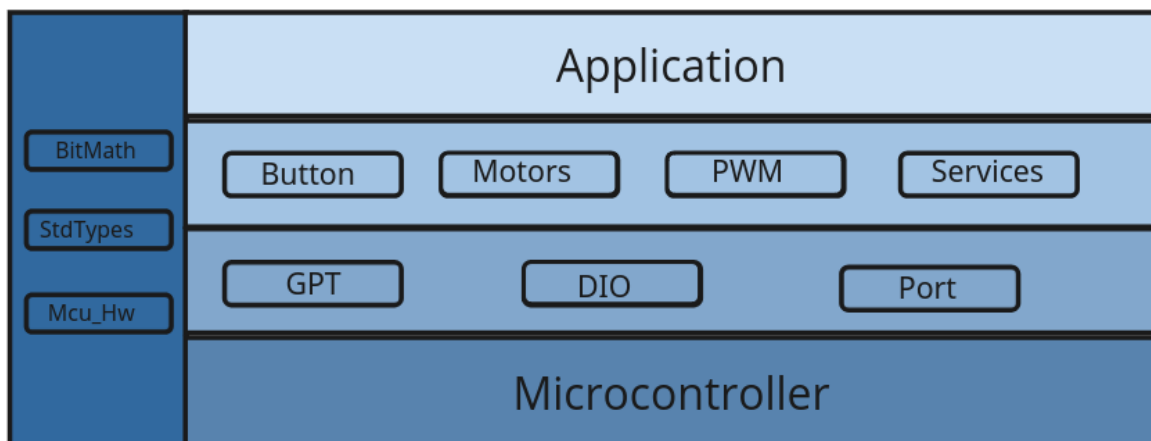 Application
BitMath
Button
Motors
PWM
Services
StdTypes
GPT
DIO
Port
Mcu_Hw
Microcontroller